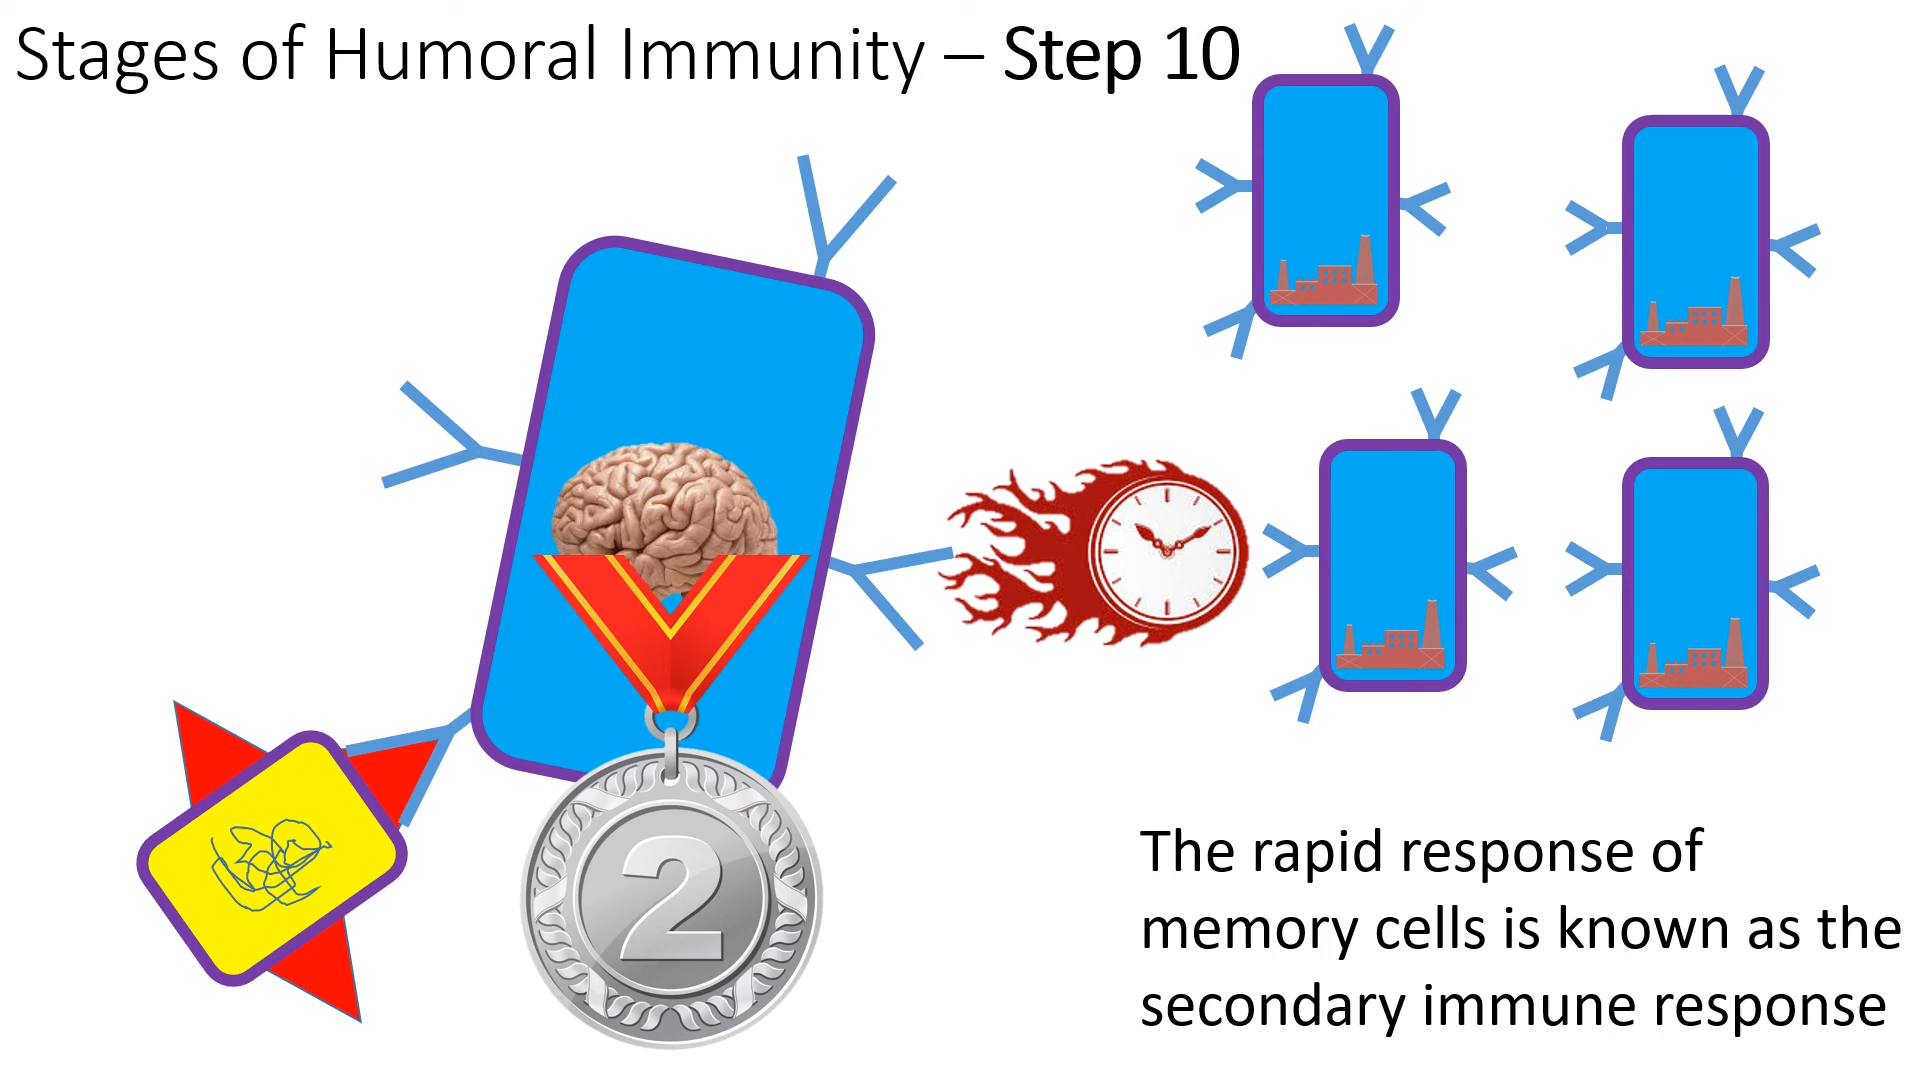 Stages of Humoral Immunity – Step 10
2
The rapid response of
memory cells is known as the
secondary immune response